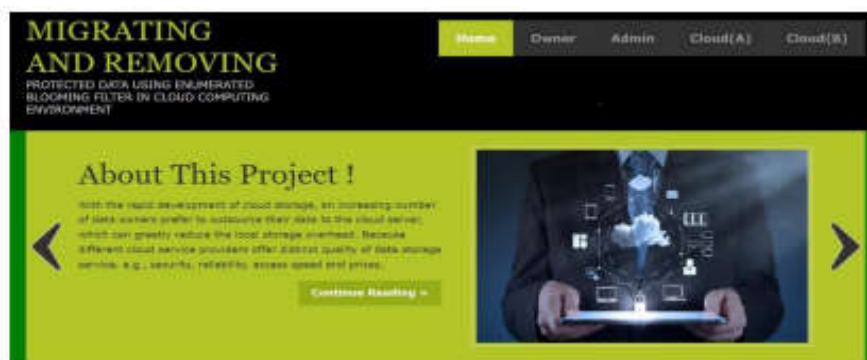 MIGRATING
AND REMOVING
PROTECTED DATA USING ENUMERATED
BLOOMING FILTER IN CLOUD COMPUTING
ENVIRONMENT
Home Owner Admin Cloud(A) Cloud(B)
About This Project !
With the rapid development of cloud storage, an increasing number
of data owners prefer to outsource their data to the cloud server,
which can greatly reduce the local storage overhead. Because
different cloud service providers offer distinct quality of data storage
service, e.g., security, reliability, access speed and prices.
Continue Reading »